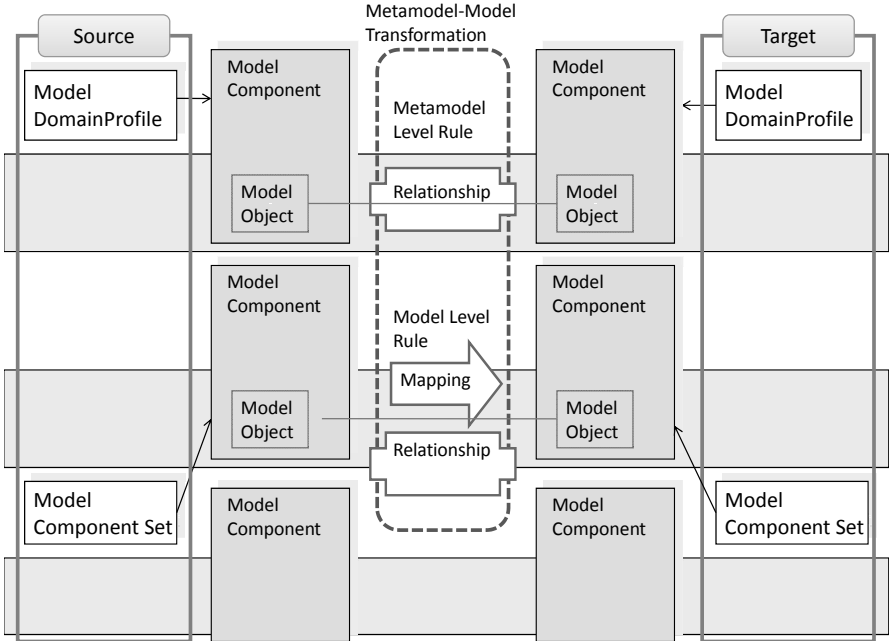 Metamodel-Model
Transformation
Source
Target
Model
DomainProfile
Model
Component
Metamodel
Level Rule
Model
Component
Model
DomainProfile
Model
Object
Relationship
Model
Object
Model
Component
Model Level
Rule
Mapping
Model
Component
Model
Object
Relationship
Model
Object
Model
Component Set
Model
Component
Model
Component
Model
Component Set